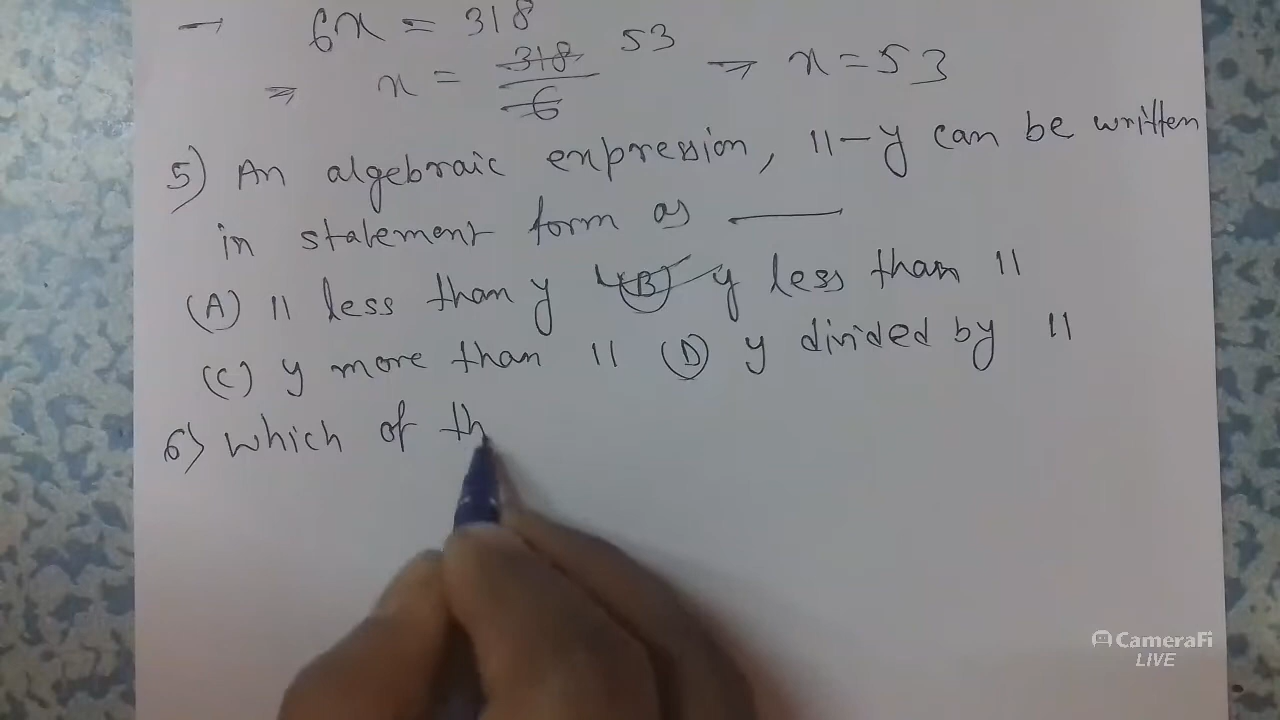 → 6x = 318
⇒ x = 318/6 53 ⇒ x = 53
5) An algebraic expression, 11-y can be written
in statement form as ———
(A) 11 less than y (B) y less than 11
(C) y more than 11 (D) y divided by 11
6) Which of th
CameraFi
LIVE